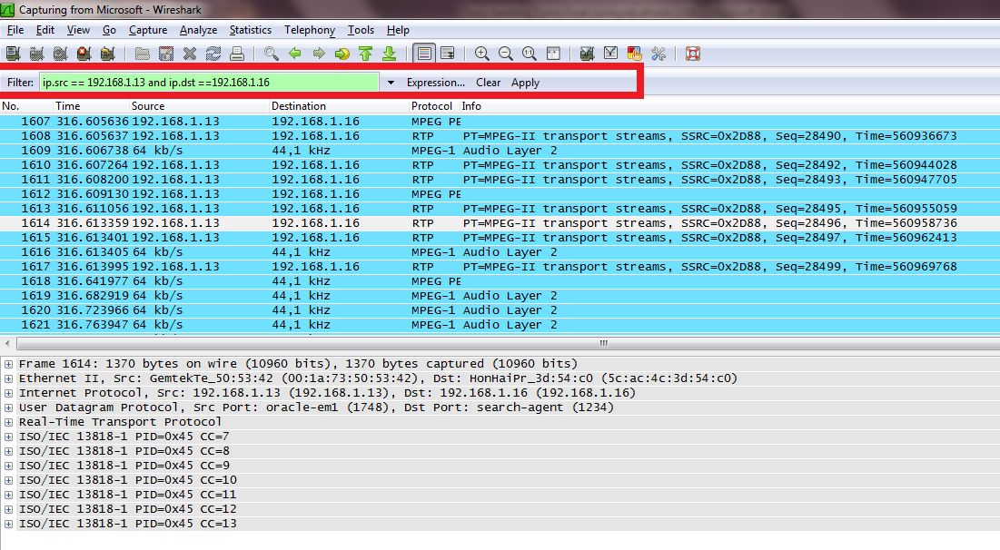 Capturing from Microsoft - Wireshark
File Edit View Go Capture Analyze Statistics Telephony Tools Help
Filter: ip.src == 192.168.1.13 and ip.dst ==192.168.1.16 Expression... Clear Apply
No. Time Source Destination Protocol Info
1607 316.605636 192.168.1.13 192.168.1.16 MPEG PE
1608 316.605637 192.168.1.13 192.168.1.16 RTP PT=MPEG-II transport streams, SSRC=0x2D88, Seq=28490, Time=560936673
1609 316.606738 64 kb/s 44,1 kHz MPEG-1 Audio Layer 2
1610 316.607264 192.168.1.13 192.168.1.16 RTP PT=MPEG-II transport streams, SSRC=0x2D88, Seq=28492, Time=560944028
1611 316.608200 192.168.1.13 192.168.1.16 RTP PT=MPEG-II transport streams, SSRC=0x2D88, Seq=28493, Time=560947705
1612 316.609130 192.168.1.13 192.168.1.16 MPEG PE
1613 316.611056 192.168.1.13 192.168.1.16 RTP PT=MPEG-II transport streams, SSRC=0x2D88, Seq=28495, Time=560955059
1614 316.613359 192.168.1.13 192.168.1.16 RTP PT=MPEG-II transport streams, SSRC=0x2D88, Seq=28496, Time=560958736
1615 316.613401 192.168.1.13 192.168.1.16 RTP PT=MPEG-II transport streams, SSRC=0x2D88, Seq=28497, Time=560962413
1616 316.613405 64 kb/s 44,1 kHz MPEG-1 Audio Layer 2
1617 316.613995 192.168.1.13 192.168.1.16 RTP PT=MPEG-II transport streams, SSRC=0x2D88, Seq=28499, Time=560969768
1618 316.641977 64 kb/s 44,1 kHz MPEG PE
1619 316.682919 64 kb/s 44,1 kHz MPEG-1 Audio Layer 2
1620 316.723966 64 kb/s 44,1 kHz MPEG-1 Audio Layer 2
1621 316.763947 64 kb/s 44,1 kHz MPEG-1 Audio Layer 2
Frame 1614: 1370 bytes on wire (10960 bits), 1370 bytes captured (10960 bits)
Ethernet II, Src: GemtekTe_50:53:42 (00:1a:73:50:53:42), Dst: HonHaiPr_3d:54:c0 (5c:ac:4c:3d:54:c0)
Internet Protocol, Src: 192.168.1.13 (192.168.1.13), Dst: 192.168.1.16 (192.168.1.16)
User Datagram Protocol, Src Port: oracle-em1 (1748), Dst Port: search-agent (1234)
Real-Time Transport Protocol
ISO/IEC 13818-1 PID=0x45 CC=7
ISO/IEC 13818-1 PID=0x45 CC=8
ISO/IEC 13818-1 PID=0x45 CC=9
ISO/IEC 13818-1 PID=0x45 CC=10
ISO/IEC 13818-1 PID=0x45 CC=11
ISO/IEC 13818-1 PID=0x45 CC=12
ISO/IEC 13818-1 PID=0x45 CC=13